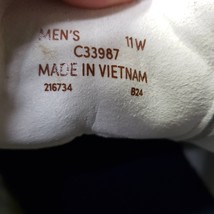 MEN'S 11W
C33987
MADE IN VIETNAM
216734 B24